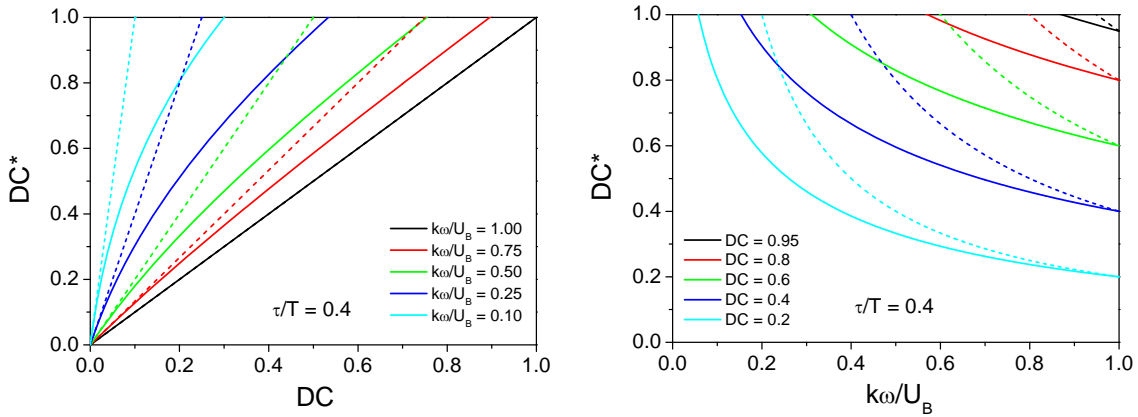 1.0
0.8
0.6
0.4
0.2
0.0
DC*
kω/U_B = 1.00
kω/U_B = 0.75
kω/U_B = 0.50
kω/U_B = 0.25
kω/U_B = 0.10
τ/T = 0.4
0.0 0.2 0.4 0.6 0.8 1.0
DC
1.0
0.8
0.6
0.4
0.2
0.0
DC*
DC = 0.95
DC = 0.8
DC = 0.6
DC = 0.4
DC = 0.2
τ/T = 0.4
0.0 0.2 0.4 0.6 0.8 1.0
kω/U_B